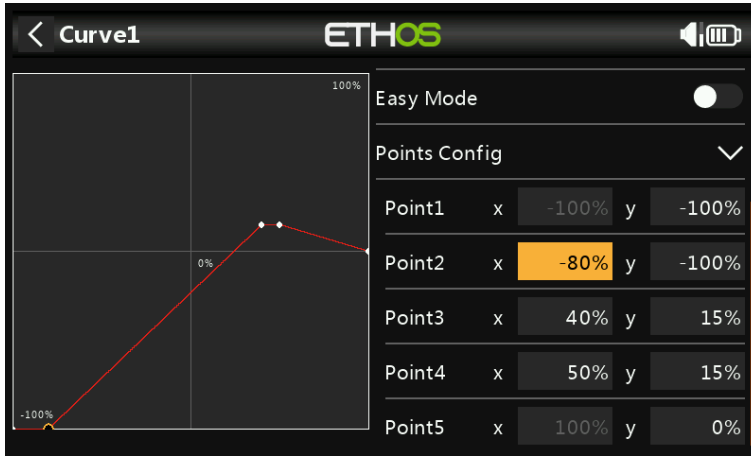 Curve1
ETHOS
100%
0%
-100%
Easy Mode
Points Config
Point1 x -100% y -100%
Point2 x -80% y -100%
Point3 x 40% y 15%
Point4 x 50% y 15%
Point5 x 100% y 0%